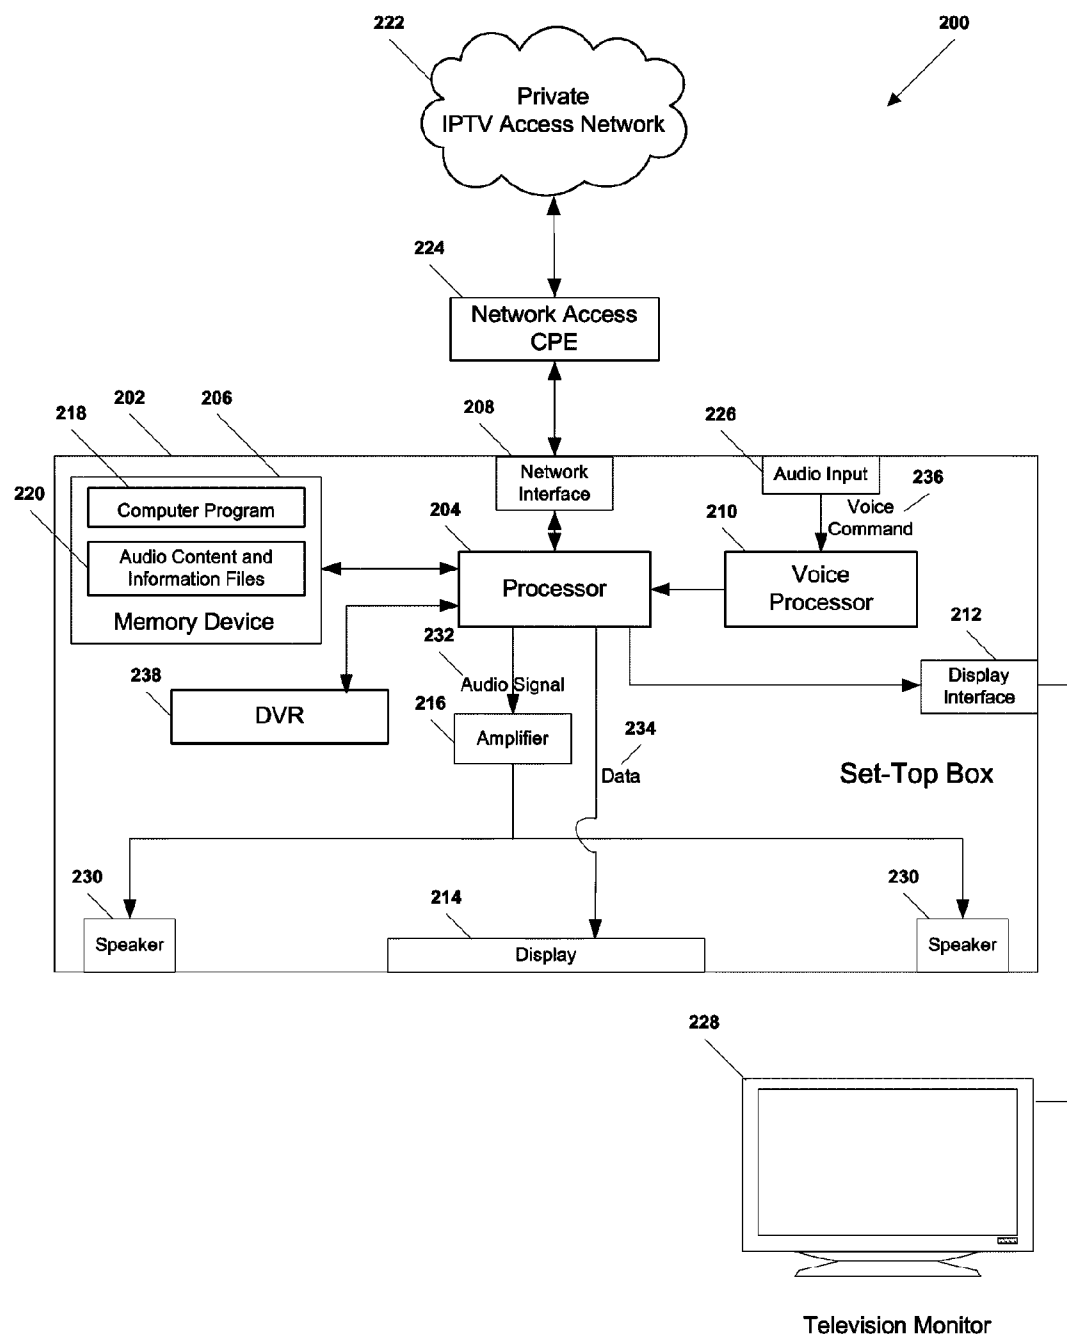 222
200
Private
IPTV Access Network
224
Network Access
CPE
202
206
218
208
226
220
236
Network
Interface
Audio Input
Computer Program
204
210
Voice
Command
Audio Content and
Information Files
Processor
Voice
Processor
Memory Device
232
212
238
Audio Signal
Display
Interface
216
DVR
234
Amplifier
Data
Set-Top Box
230
214
230
Speaker
Display
Speaker
228
Television Monitor